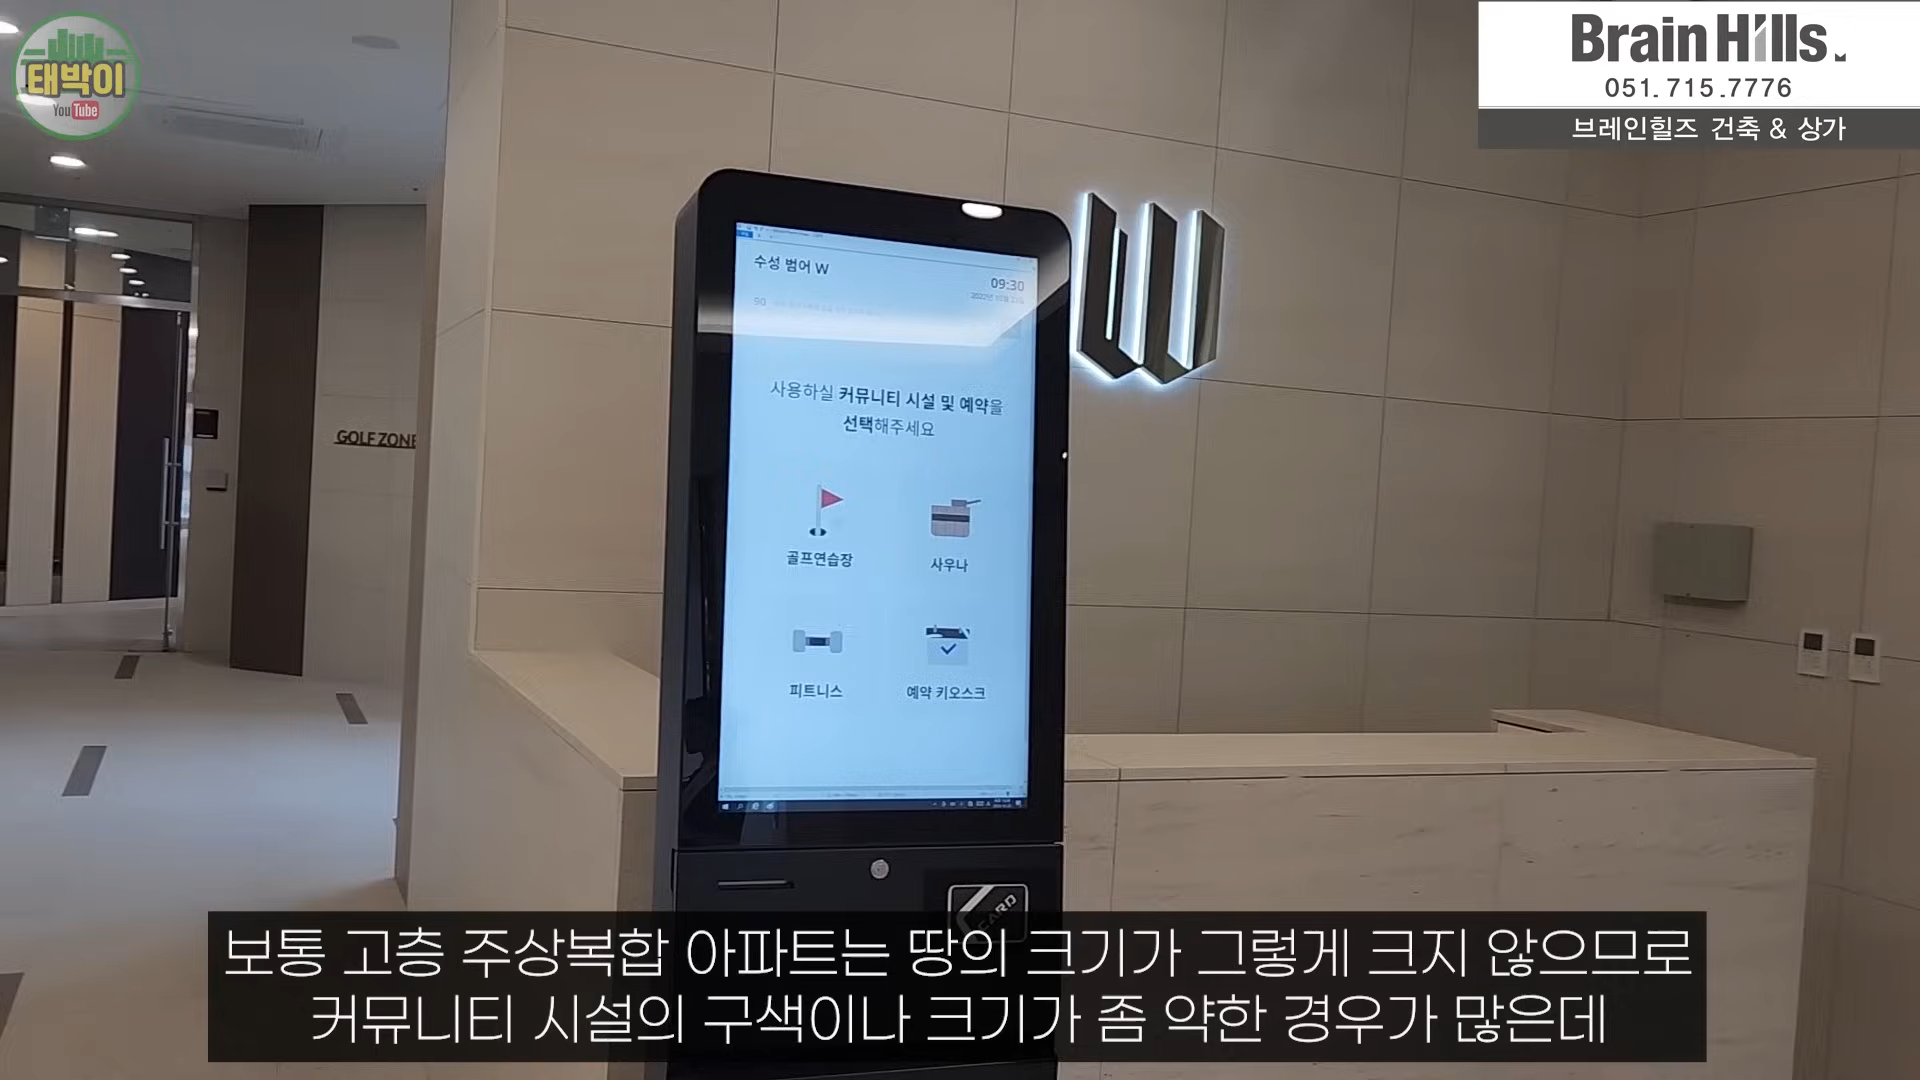 태박이
YouTube
Brain Hills
051. 715 .7776
브레인힐즈 건축 & 상가
GOLF ZONE
수성 범어 W
09:30
90
사용하실 커뮤니티 시설 및 예약을
선택해주세요
골프연습장
사우나
피트니스
예약 키오스크
CARD
보통 고층 주상복합 아파트는 땅의 크기가 그렇게 크지 않으므로
커뮤니티 시설의 구색이나 크기가 좀 약한 경우가 많은데